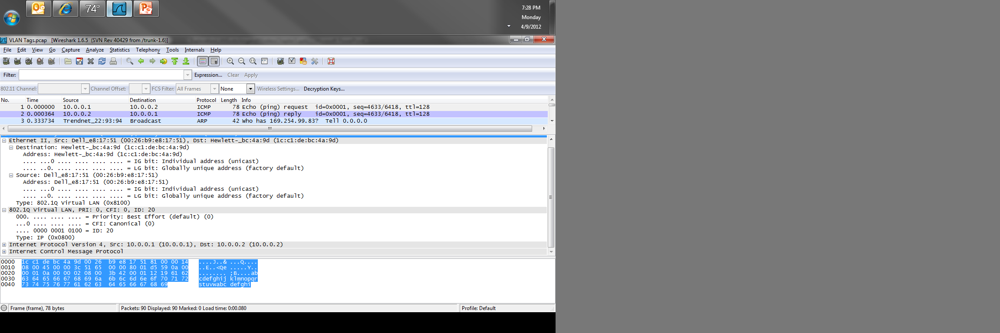 74°
7:28 PM
Monday
4/9/2012
VLAN Tags.pcap [Wireshark 1.6.5 (SVN Rev 40429 from /trunk-1.6)]
File Edit View Go Capture Analyze Statistics Telephony Tools Internals Help
Filter: Expression... Clear Apply
802.11 Channel: Channel Offset: FCS Filter: All Frames None Wireless Settings... Decryption Keys...
No. Time Source Destination Protocol Length Info
1 0.000000 10.0.0.1 10.0.0.2 ICMP 78 Echo (ping) request id=0x0001, seq=4633/6418, ttl=128
2 0.000364 10.0.0.2 10.0.0.1 ICMP 78 Echo (ping) reply id=0x0001, seq=4633/6418, ttl=128
3 0.333734 Trendnet_22:93:94 Broadcast ARP 42 Who has 169.254.99.83? Tell 0.0.0.0
Ethernet II, Src: Dell_e8:17:51 (00:26:b9:e8:17:51), Dst: Hewlett-_bc:4a:9d (1c:c1:de:bc:4a:9d)
Destination: Hewlett-_bc:4a:9d (1c:c1:de:bc:4a:9d)
Address: Hewlett-_bc:4a:9d (1c:c1:de:bc:4a:9d)
.... ...0 .... .... .... .... = IG bit: Individual address (unicast)
.... ..0. .... .... .... .... = LG bit: Globally unique address (factory default)
Source: Dell_e8:17:51 (00:26:b9:e8:17:51)
Address: Dell_e8:17:51 (00:26:b9:e8:17:51)
.... ...0 .... .... .... .... = IG bit: Individual address (unicast)
.... ..0. .... .... .... .... = LG bit: Globally unique address (factory default)
Type: 802.1Q Virtual LAN (0x8100)
802.1Q Virtual LAN, PRI: 0, CFI: 0, ID: 20
000. .... .... .... = Priority: Best Effort (default) (0)
...0 .... .... .... = CFI: Canonical (0)
.... 0000 0001 0100 = ID: 20
Type: IP (0x0800)
Internet Protocol Version 4, Src: 10.0.0.1 (10.0.0.1), Dst: 10.0.0.2 (10.0.0.2)
Internet Control Message Protocol
0000 1c c1 de bc 4a 9d 00 26 b9 e8 17 51 81 00 00 14 ....J..& ...Q....
0010 08 00 45 00 00 3c 51 65 00 00 80 01 d5 59 0a 00 ..E..<Qe .....Y..
0020 00 01 0a 00 00 02 08 00 3b 42 00 01 12 19 61 62 ........ ;B....ab
0030 63 64 65 66 67 68 69 6a 6b 6c 6d 6e 6f 70 71 72 cdefghij klmnopqr
0040 73 74 75 76 77 61 62 63 64 65 66 67 68 69 stuvwabc defghi
Frame (frame), 78 bytes Packets: 90 Displayed: 90 Marked: 0 Load time: 0:00.080 Profile: Default